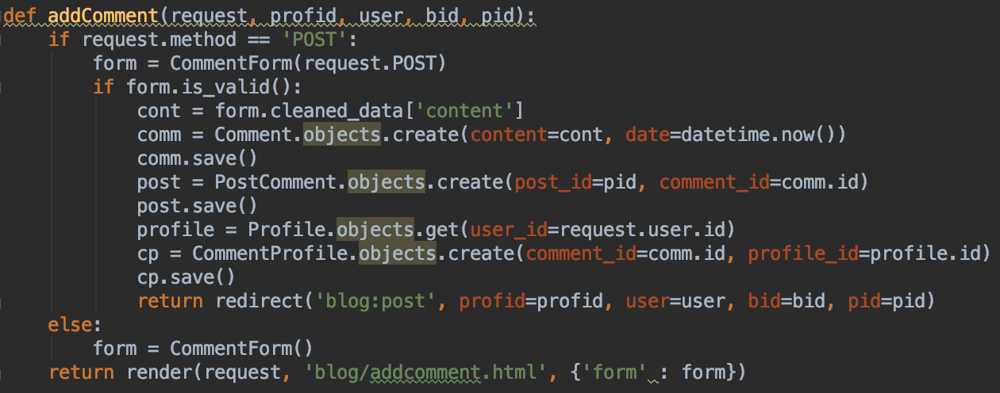 def addComment(request, profid, user, bid, pid):
    if request.method == 'POST':
        form = CommentForm(request.POST)
        if form.is_valid():
            cont = form.cleaned_data['content']
            comm = Comment.objects.create(content=cont, date=datetime.now())
            comm.save()
            post = PostComment.objects.create(post_id=pid, comment_id=comm.id)
            post.save()
            profile = Profile.objects.get(user_id=request.user.id)
            cp = CommentProfile.objects.create(comment_id=comm.id, profile_id=profile.id)
            cp.save()
            return redirect('blog:post', profid=profid, user=user, bid=bid, pid=pid)
    else:
        form = CommentForm()
    return render(request, 'blog/addcomment.html', {'form' : form})